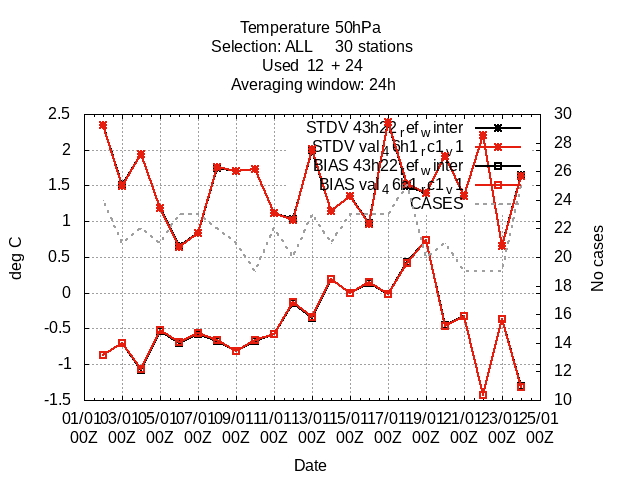 Temperature 50hPa
Selection: ALL 30 stations
Used 12 + 24
Averaging window: 24h
STDV 43h22_ref_winter
STDV val_46h1_rc1_v1
BIAS 43h22_ref_winter
BIAS val_46h1_rc1_v1
CASES
2.5
2
1.5
1
0.5
0
-0.5
-1
-1.5
deg C
30
28
26
24
22
20
18
16
14
12
10
No cases
01/01 03/01 05/01 07/01 09/01 11/01 13/01 15/01 17/01 19/01 21/01 23/01 25/01
00Z 00Z 00Z 00Z 00Z 00Z 00Z 00Z 00Z 00Z 00Z 00Z 00Z
Date